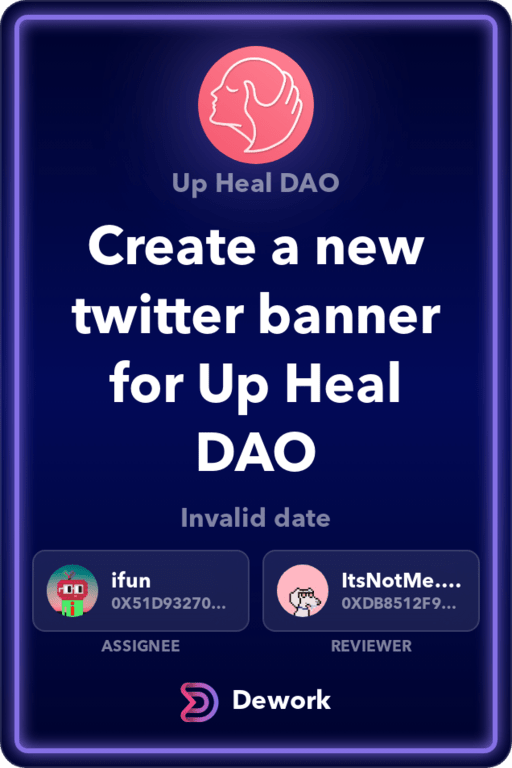 Up Heal DAO
Create a new
twitter banner
for Up Heal
DAO
Invalid date
ifun
0X51D93270...
ASSIGNEE
ItsNotMe....
0XDB8512F9...
REVIEWER
Dework